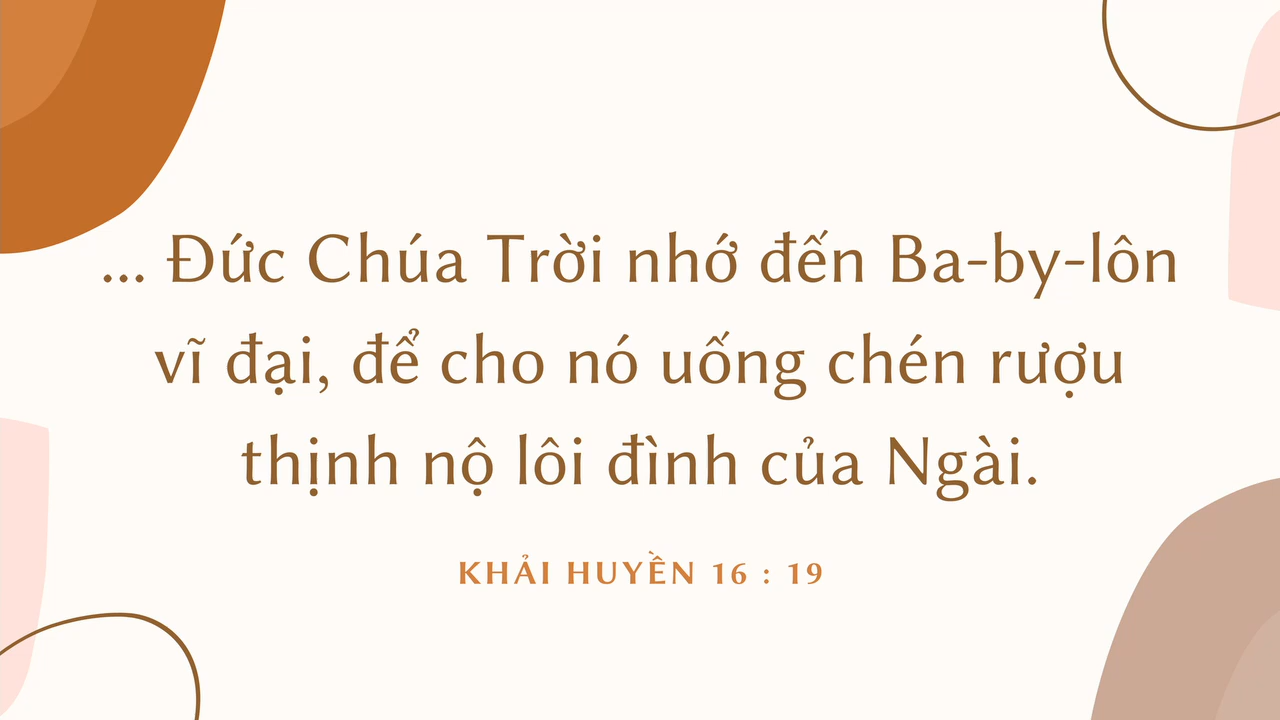 ... Đức Chúa Trời nhớ đến Ba-by-lôn
vĩ đại, để cho nó uống chén rượu
thịnh nộ lôi đình của Ngài.
KHẢI HUYỀN 16 : 19